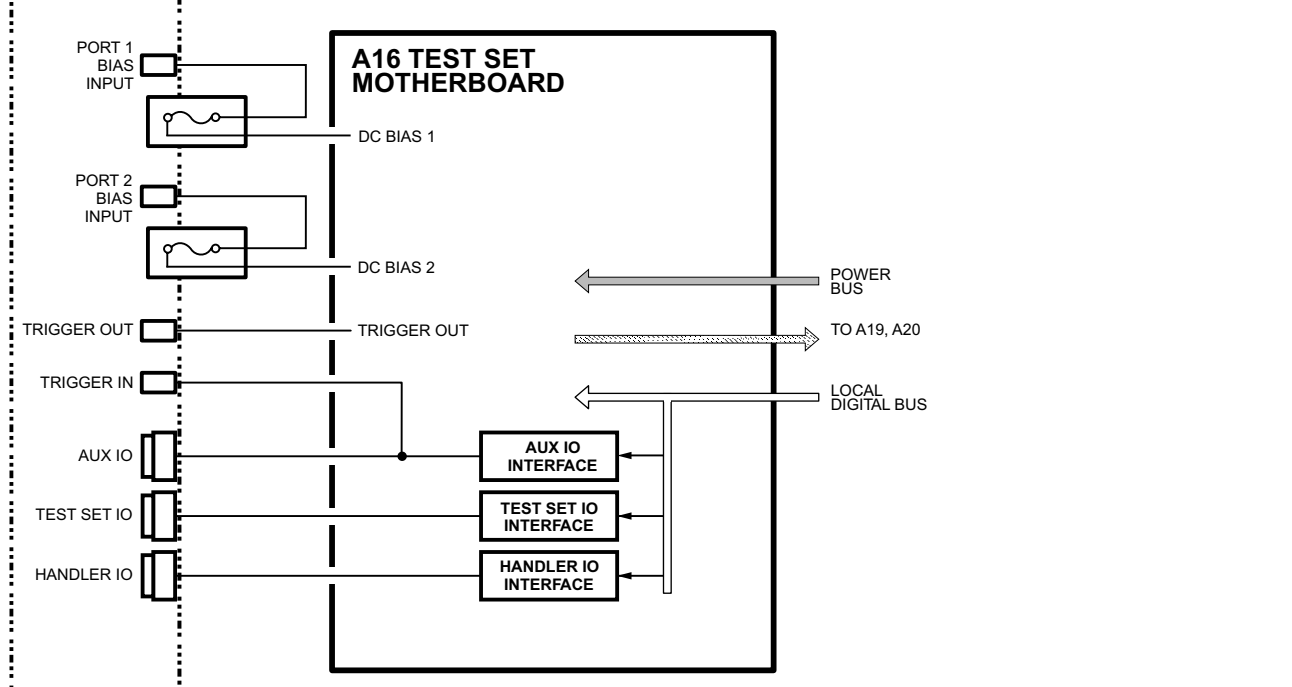 PORT 1
BIAS
INPUT
A16 TEST SET
MOTHERBOARD
DC BIAS 1
PORT 2
BIAS
INPUT
DC BIAS 2
POWER
BUS
TRIGGER OUT
TRIGGER OUT
TO A19, A20
TRIGGER IN
LOCAL
DIGITAL BUS
AUX IO
AUX IO
INTERFACE
TEST SET IO
TEST SET IO
INTERFACE
HANDLER IO
HANDLER IO
INTERFACE